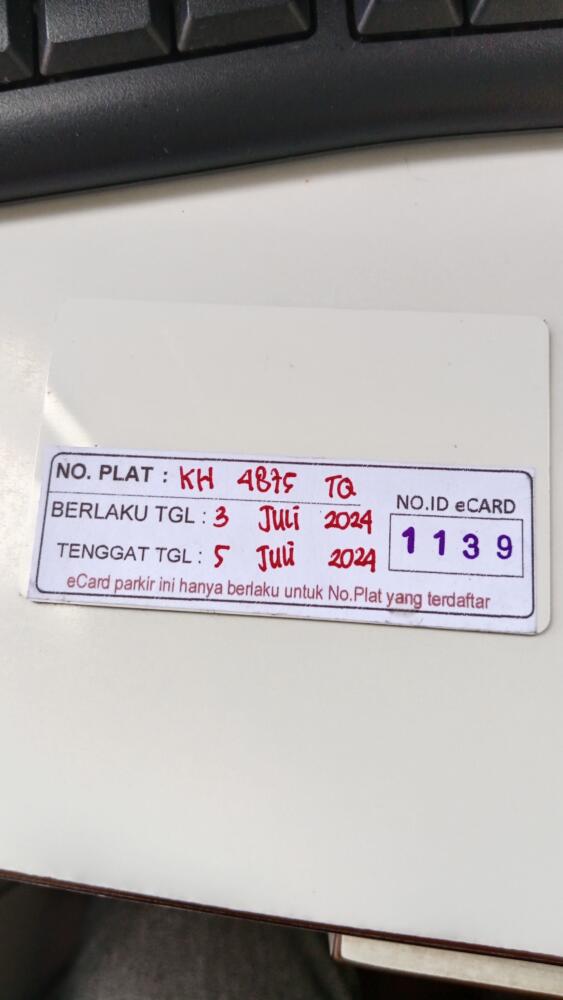 NO. PLAT : KH 4875 TQ
BERLAKU TGL : 3 Juli 2024
TENGGAT TGL : 5 Juli 2024
NO.ID eCARD
1139
eCard parkir ini hanya berlaku untuk No.Plat yang terdaftar